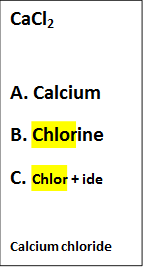 CaCl₂
A. Calcium
B. Chlorine
C. Chlor + ide
Calcium chloride